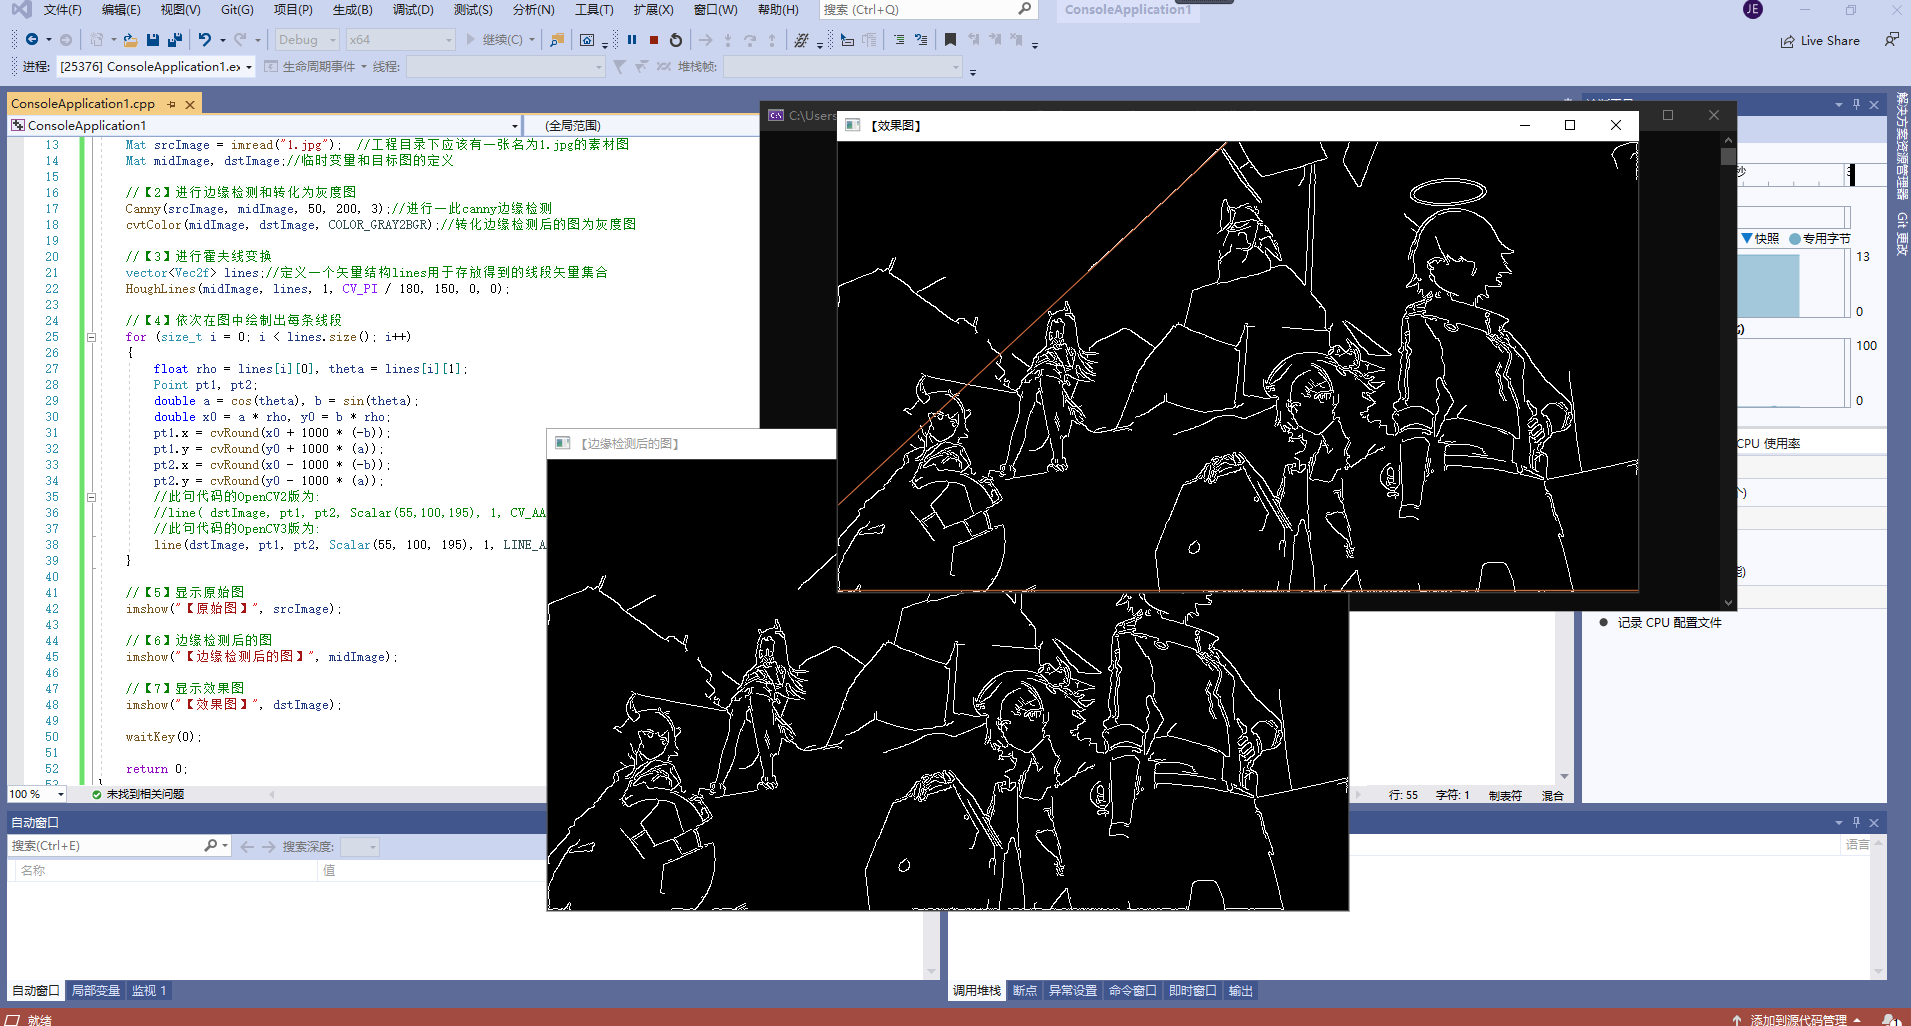 文件(F) 编辑(E) 视图(V) Git(G) 项目(P) 生成(B) 调试(D) 测试(S) 分析(N) 工具(T) 扩展(X) 窗口(W) 帮助(H) 搜索 (Ctrl+Q) ConsoleApplication1 JE
Debug x64 继续(C) Live Share
进程: [25376] ConsoleApplication1.ex 生命周期事件 线程: 堆栈帧:
ConsoleApplication1.cpp
ConsoleApplication1 (全局范围)
13 Mat srcImage = imread("1.jpg"); //工程目录下应该有一张名为1.jpg的素材图
14 Mat midImage, dstImage;//临时变量和目标图的定义
15
16 //【2】进行边缘检测和转化为灰度图
17 Canny(srcImage, midImage, 50, 200, 3);//进行一此canny边缘检测
18 cvtColor(midImage, dstImage, COLOR_GRAY2BGR);//转化边缘检测后的图为灰度图
19
20 //【3】进行霍夫线变换
21 vector<Vec2f> lines;//定义一个矢量结构lines用于存放得到的线段矢量集合
22 HoughLines(midImage, lines, 1, CV_PI / 180, 150, 0, 0);
23
24 //【4】依次在图中绘制出每条线段
25 for (size_t i = 0; i < lines.size(); i++)
26 {
27 float rho = lines[i][0], theta = lines[i][1];
28 Point pt1, pt2;
29 double a = cos(theta), b = sin(theta);
30 double x0 = a * rho, y0 = b * rho;
31 pt1.x = cvRound(x0 + 1000 * (-b));
32 pt1.y = cvRound(y0 + 1000 * (a));
33 pt2.x = cvRound(x0 - 1000 * (-b));
34 pt2.y = cvRound(y0 - 1000 * (a));
35 //此句代码的OpenCV2版为:
36 //line( dstImage, pt1, pt2, Scalar(55,100,195), 1, CV_AA
37 //此句代码的OpenCV3版为:
38 line(dstImage, pt1, pt2, Scalar(55, 100, 195), 1, LINE_A
39 }
40
41 //【5】显示原始图
42 imshow("【原始图】", srcImage);
43
44 //【6】边缘检测后的图
45 imshow("【边缘检测后的图】", midImage);
46
47 //【7】显示效果图
48 imshow("【效果图】", dstImage);
49
50 waitKey(0);
51
52 return 0;
100 % 未找到相关问题
行: 55 字符: 1 制表符 混合
C:\Users
【效果图】
【边缘检测后的图】
快照 专用字节
13
0
100
0
CPU 使用率
记录 CPU 配置文件
解决方案资源管理器
Git 更改
自动窗口
搜索(Ctrl+E) 搜索深度:
名称 值
语言
自动窗口 局部变量 监视 1
调用堆栈 断点 异常设置 命令窗口 即时窗口 输出
就绪 添加到源代码管理 1